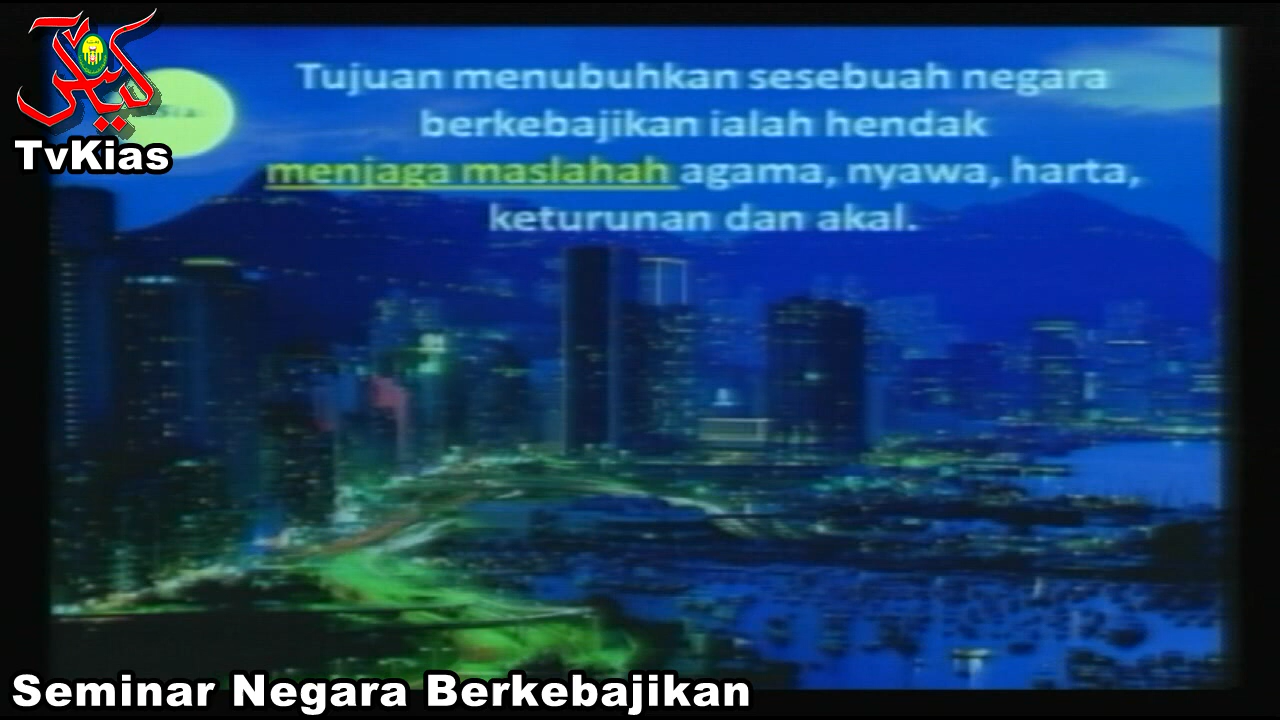 كياس
TvKias
Tujuan menubuhkan sesebuah negara
berkebajikan ialah hendak
menjaga maslahah agama, nyawa, harta,
keturunan dan akal.
Seminar Negara Berkebajikan